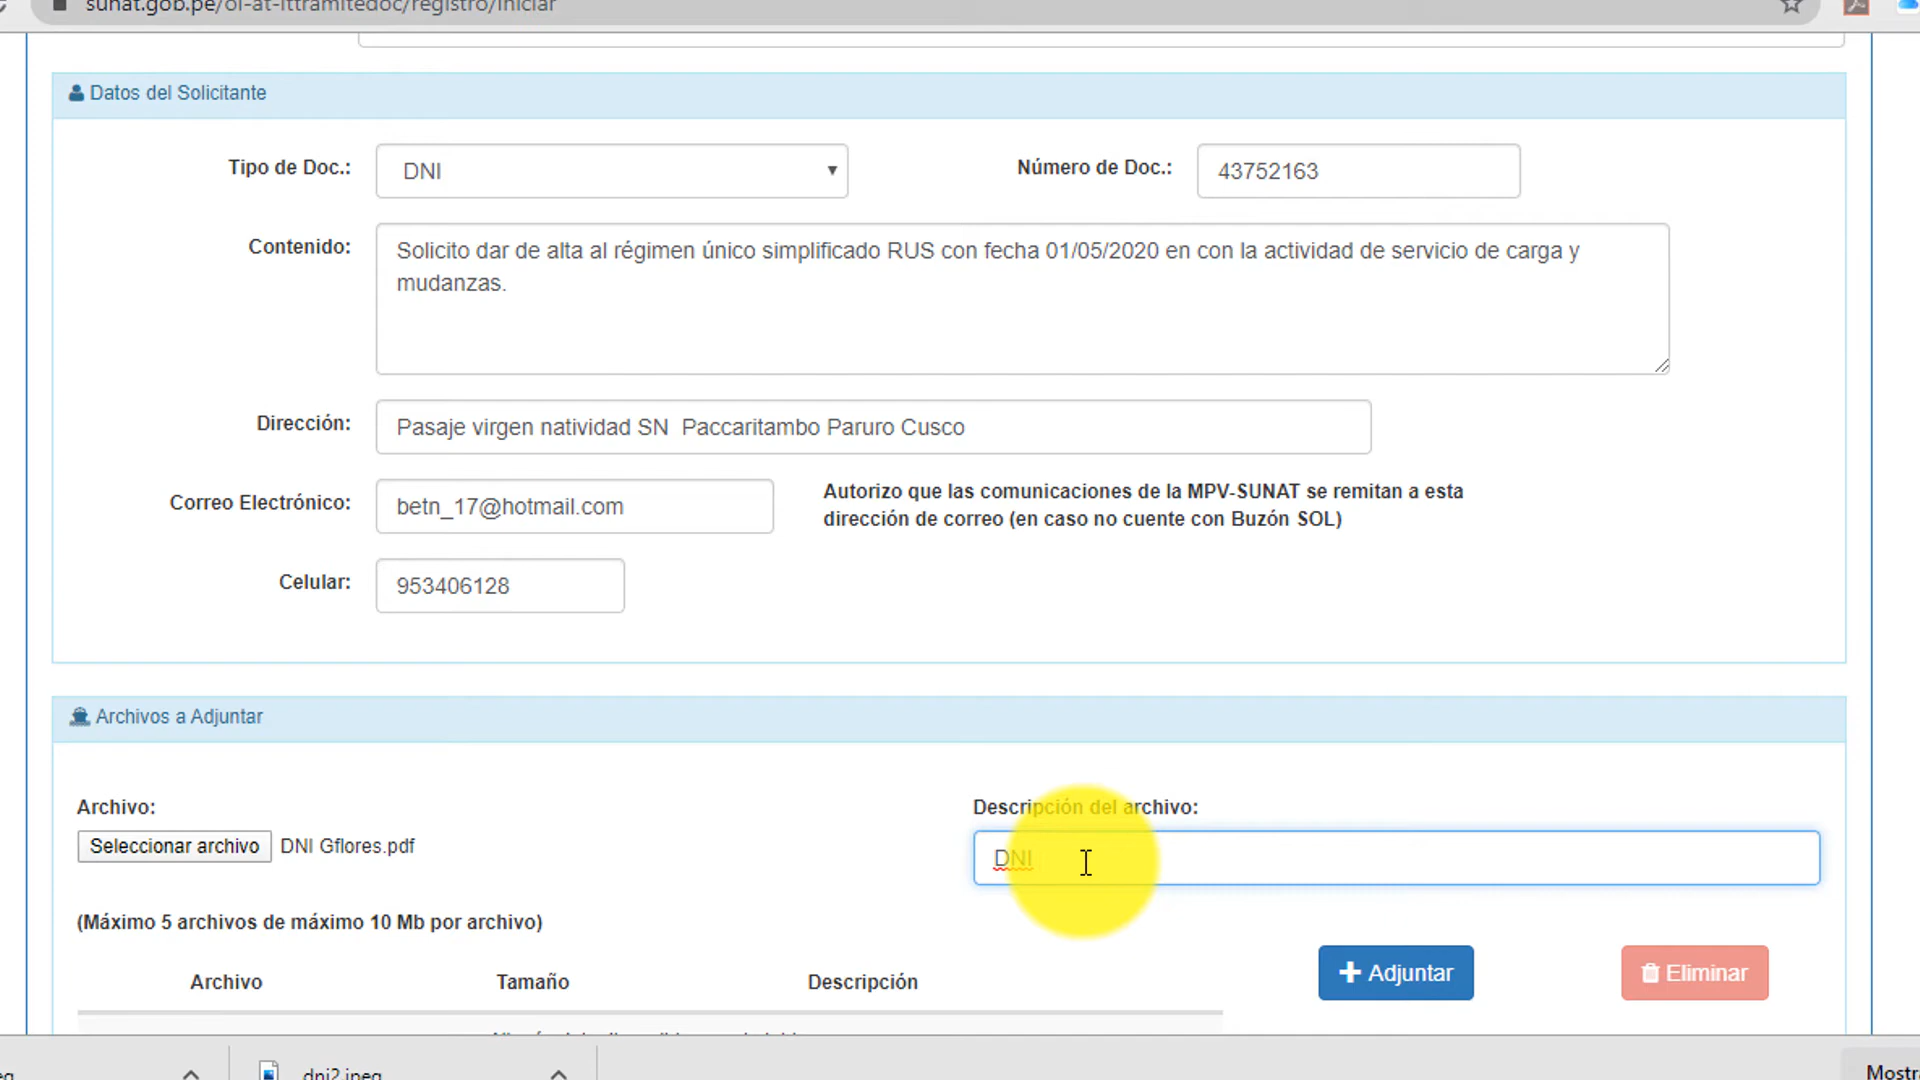 sunat.gob.pe/ol-at-ittramitedoc/registro/iniciar
Datos del Solicitante
Tipo de Doc.: DNI Número de Doc.: 43752163
Contenido: Solicito dar de alta al régimen único simplificado RUS con fecha 01/05/2020 en con la actividad de servicio de carga y
mudanzas.
Dirección: Pasaje virgen natividad SN Paccaritambo Paruro Cusco
Correo Electrónico: betn_17@hotmail.com Autorizo que las comunicaciones de la MPV-SUNAT se remitan a esta
dirección de correo (en caso no cuente con Buzón SOL)
Celular: 953406128
Archivos a Adjuntar
Archivo: Descripción del archivo:
Seleccionar archivo DNI Gflores.pdf DNI
(Máximo 5 archivos de máximo 10 Mb por archivo)
Adjuntar Eliminar
Archivo Tamaño Descripción
dni2.jpeg